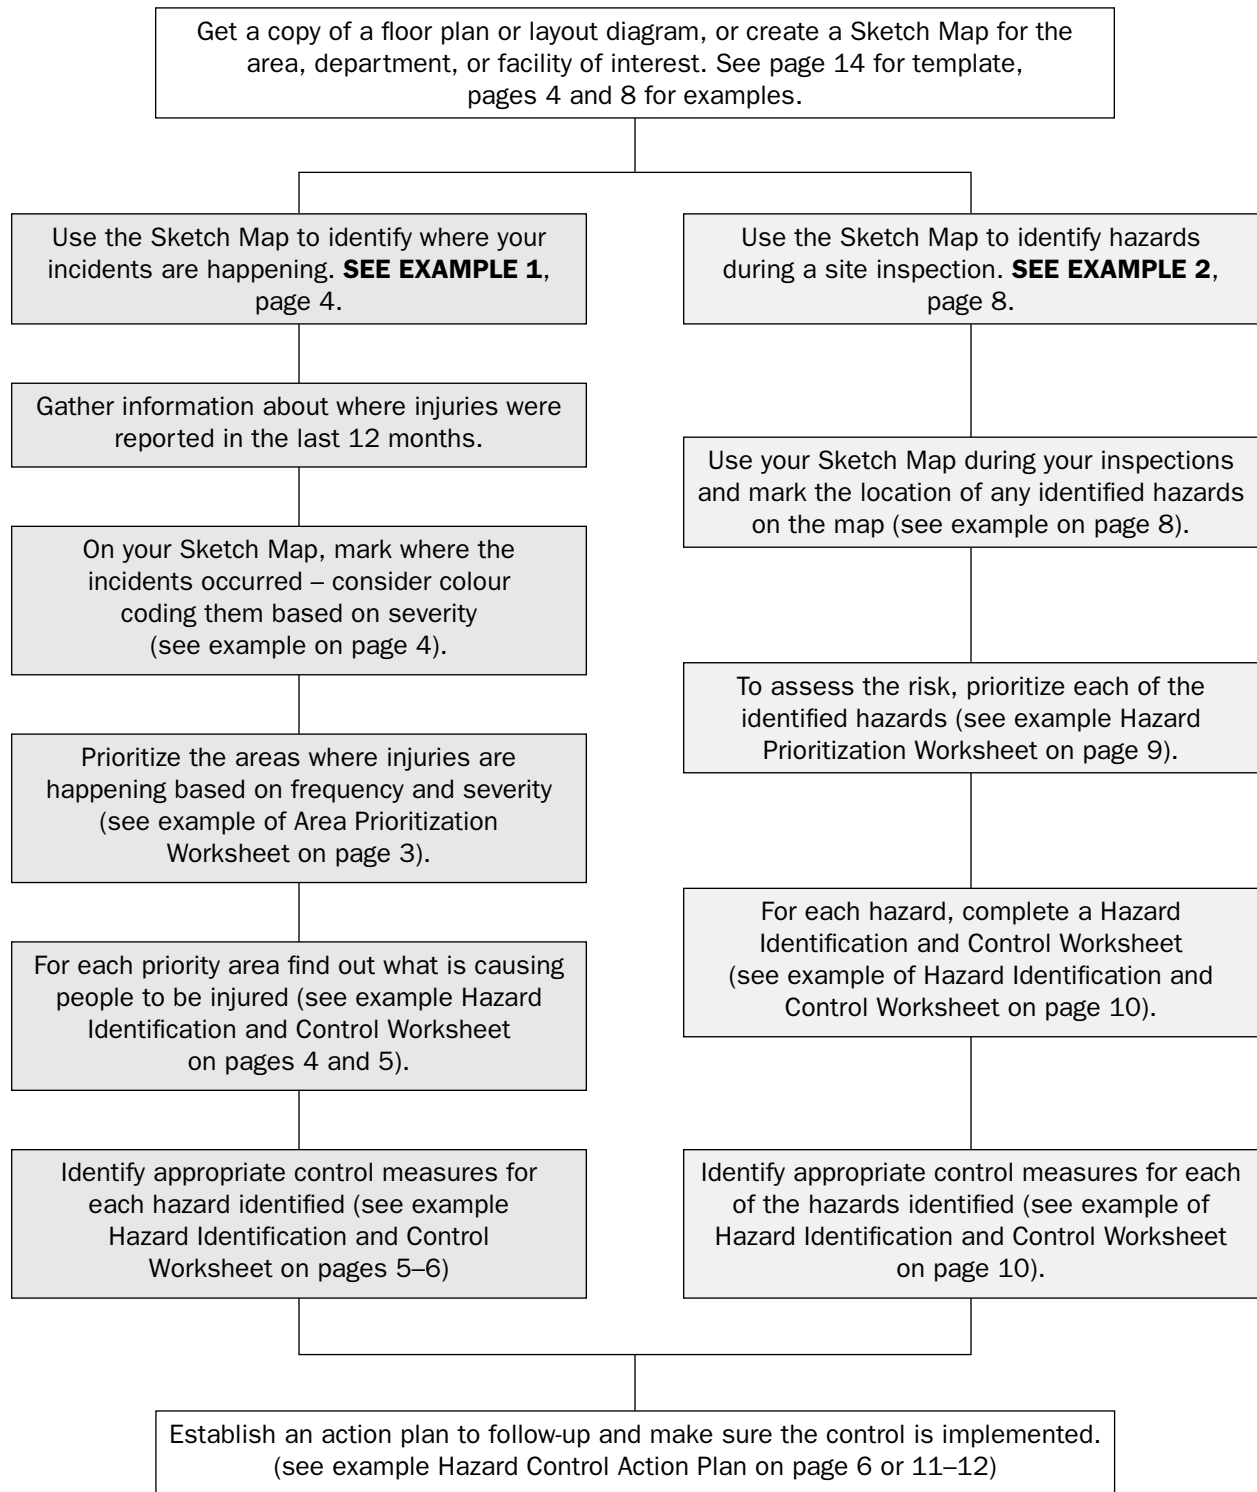 Get a copy of a floor plan or layout diagram, or create a Sketch Map for the
area, department, or facility of interest. See page 14 for template,
pages 4 and 8 for examples.
Use the Sketch Map to identify where your
incidents are happening. SEE EXAMPLE 1,
page 4.
Gather information about where injuries were
reported in the last 12 months.
On your Sketch Map, mark where the
incidents occurred – consider colour
coding them based on severity
(see example on page 4).
Prioritize the areas where injuries are
happening based on frequency and severity
(see example of Area Prioritization
Worksheet on page 3).
For each priority area find out what is causing
people to be injured (see example Hazard
Identification and Control Worksheet
on pages 4 and 5).
Identify appropriate control measures for
each hazard identified (see example
Hazard Identification and Control
Worksheet on pages 5–6)
Use the Sketch Map to identify hazards
during a site inspection. SEE EXAMPLE 2,
page 8.
Use your Sketch Map during your inspections
and mark the location of any identified hazards
on the map (see example on page 8).
To assess the risk, prioritize each of the
identified hazards (see example Hazard
Prioritization Worksheet on page 9).
For each hazard, complete a Hazard
Identification and Control Worksheet
(see example of Hazard Identification and
Control Worksheet on page 10).
Identify appropriate control measures for each
of the hazards identified (see example of
Hazard Identification and Control Worksheet
on page 10).
Establish an action plan to follow-up and make sure the control is implemented.
(see example Hazard Control Action Plan on page 6 or 11–12)